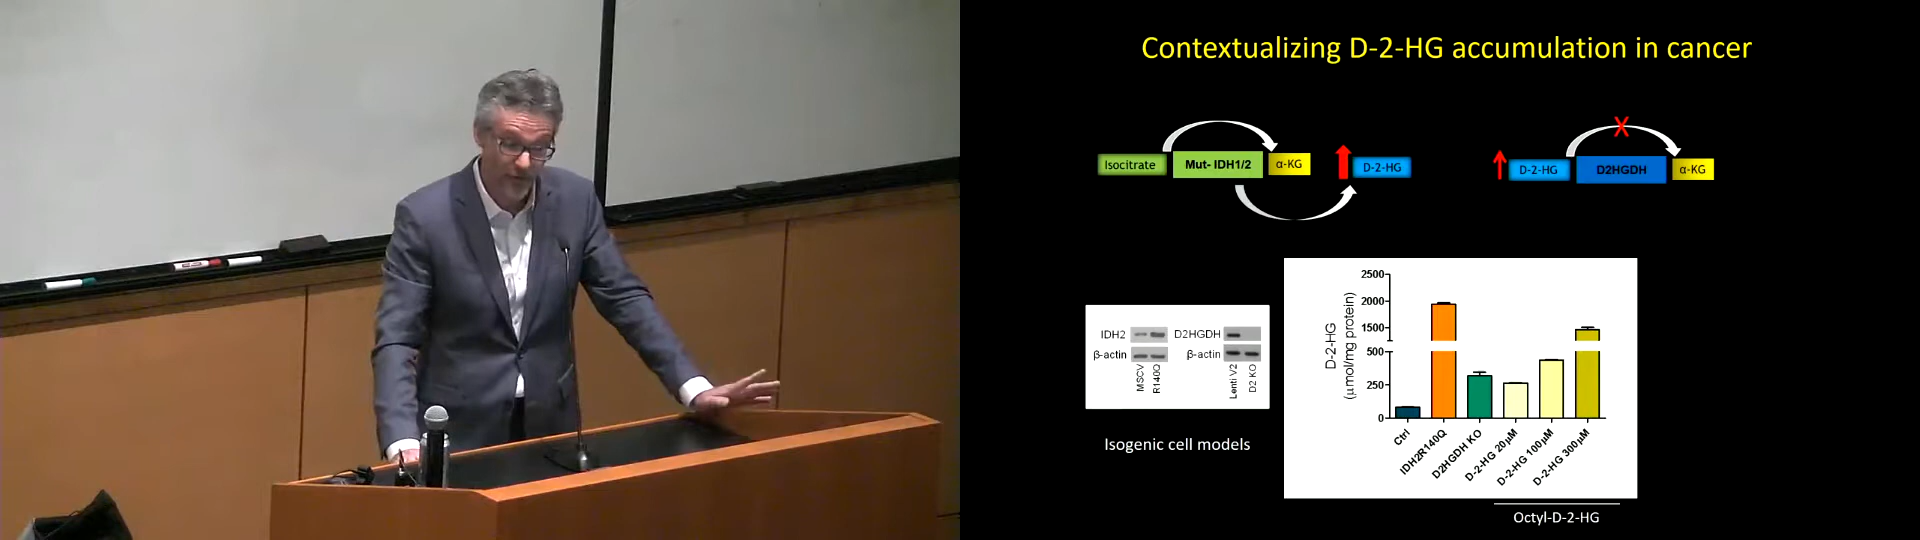 Contextualizing D-2-HG accumulation in cancer
Isocitrate
Mut- IDH1/2
α-KG
D-2-HG
X
D-2-HG
D2HGDH
α-KG
IDH2
β-actin
MSCV
R140Q
D2HGDH
β-actin
Lenti V2
D2 KO
Isogenic cell models
D-2-HG
(μmol/mg protein)
2500
2000
1500
500
250
0
Ctrl
IDH2R140Q
D2HGDH KO
D-2-HG 20μM
D-2-HG 100μM
D-2-HG 300μM
Octyl-D-2-HG